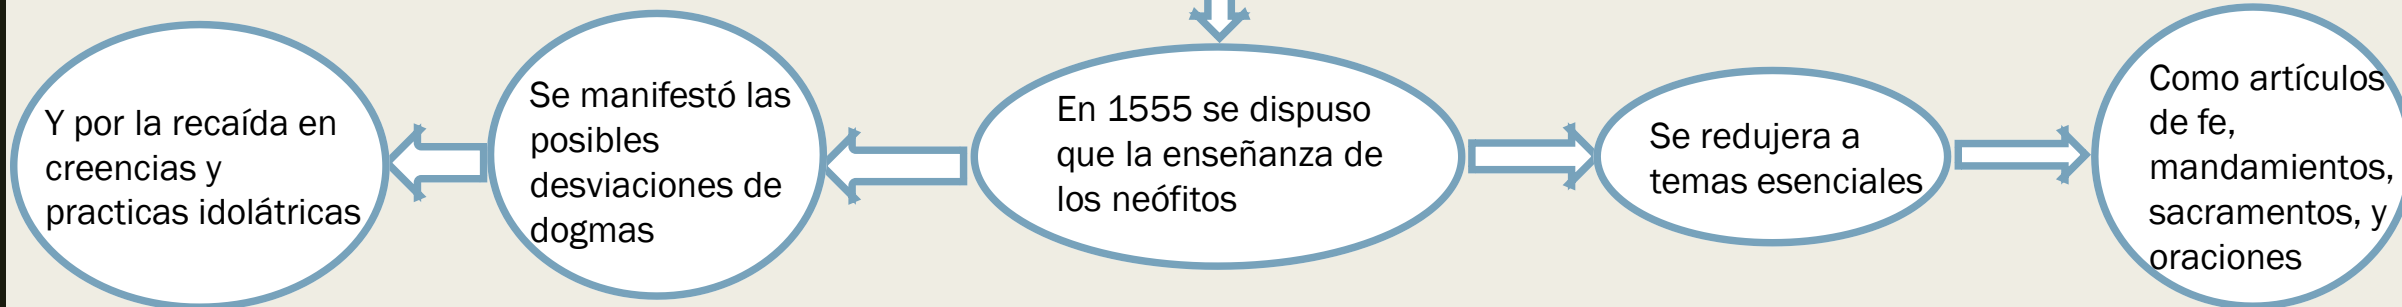 Y por la recaída en
creencias y
practicas idolátricas
Se manifestó las
posibles
desviaciones de
dogmas
En 1555 se dispuso
que la enseñanza de
los neófitos
Se redujera a
temas esenciales
Como artículos
de fe,
mandamientos,
sacramentos, y
oraciones